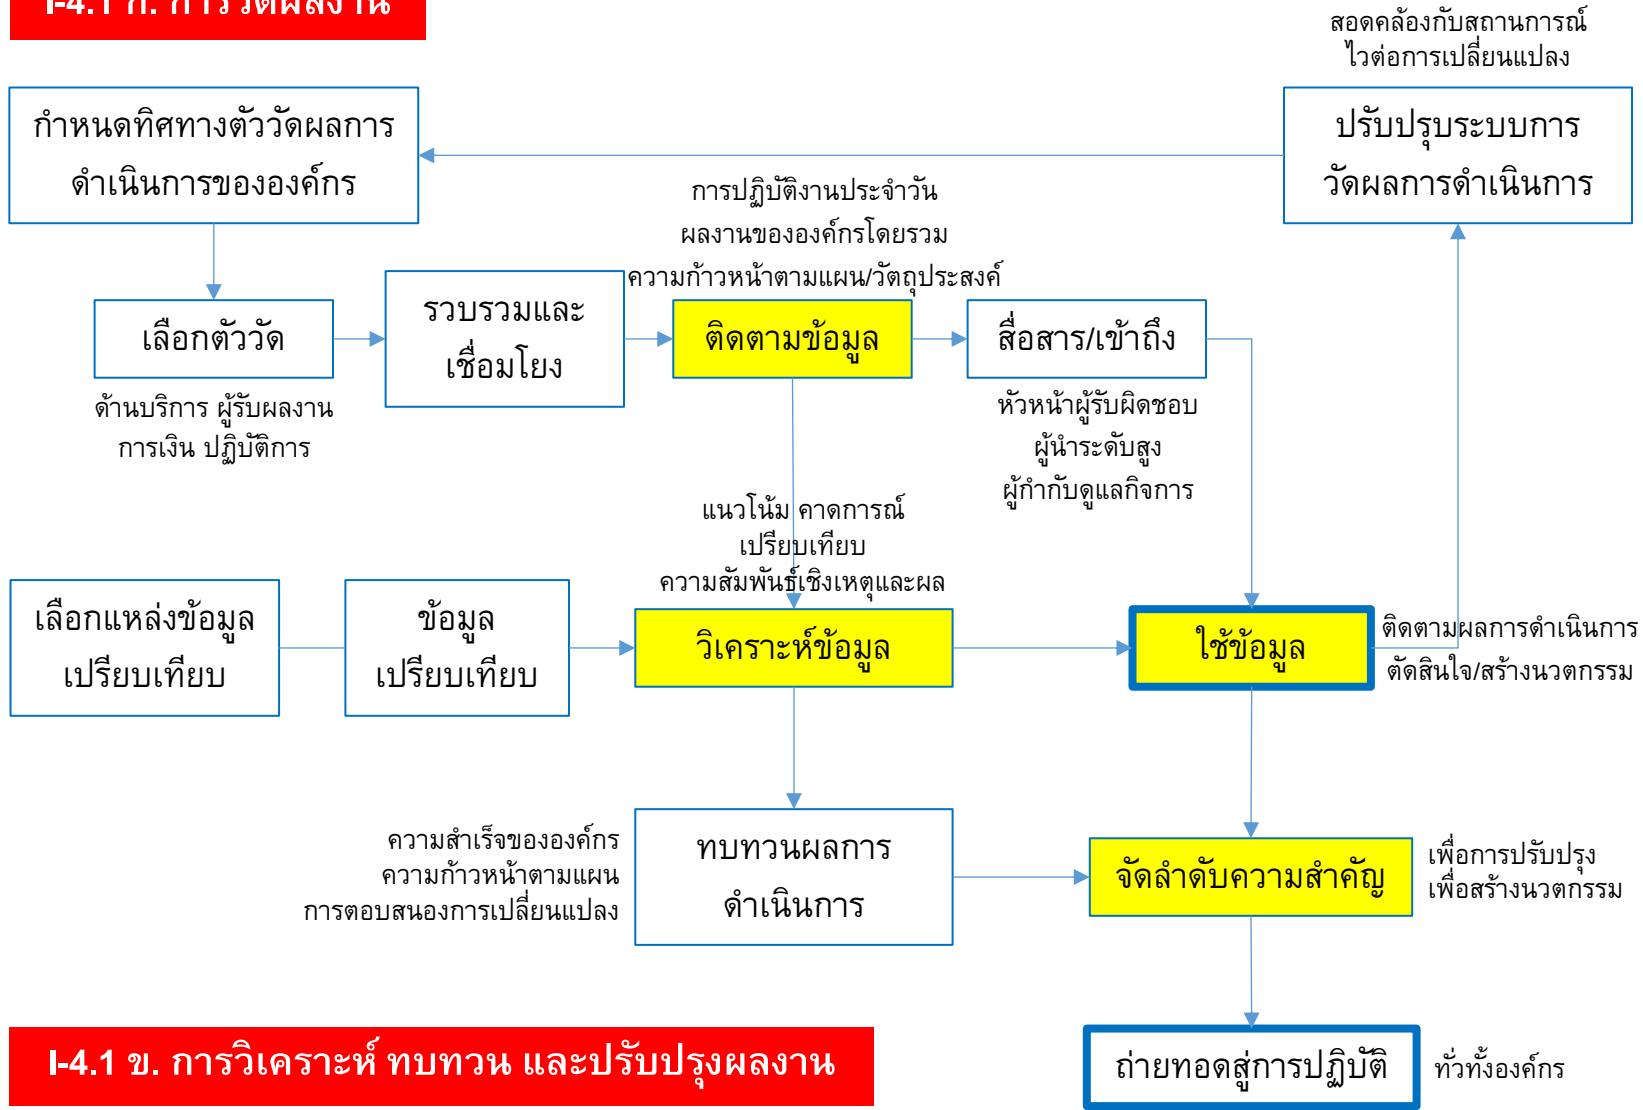 I-4.1 ก. การวัดผลงาน
สอดคล้องกับสถานการณ์
ไวต่อการเปลี่ยนแปลง
กำหนดทิศทางตัววัดผลการ
ดำเนินการขององค์กร
ปรับปรุบระบบการ
วัดผลการดำเนินการ
การปฏิบัติงานประจำวัน
ผลงานขององค์กรโดยรวม
ความก้าวหน้าตามแผน/วัตถุประสงค์
เลือกตัววัด
รวบรวมและ
เชื่อมโยง
ติดตามข้อมูล
สื่อสาร/เข้าถึง
ด้านบริการ ผู้รับผลงาน
การเงิน ปฏิบัติการ
หัวหน้าผู้รับผิดชอบ
ผู้นำระดับสูง
ผู้กำกับดูแลกิจการ
แนวโน้ม คาดการณ์
เปรียบเทียบ
ความสัมพันธ์เชิงเหตุและผล
เลือกแหล่งข้อมูล
เปรียบเทียบ
ข้อมูล
เปรียบเทียบ
วิเคราะห์ข้อมูล
ใช้ข้อมูล
ติดตามผลการดำเนินการ
ตัดสินใจ/สร้างนวตกรรม
ความสำเร็จขององค์กร
ความก้าวหน้าตามแผน
การตอบสนองการเปลี่ยนแปลง
ทบทวนผลการ
ดำเนินการ
จัดลำดับความสำคัญ
เพื่อการปรับปรุง
เพื่อสร้างนวตกรรม
I-4.1 ข. การวิเคราะห์ ทบทวน และปรับปรุงผลงาน
ถ่ายทอดสู่การปฏิบัติ
ทั่วทั้งองค์กร